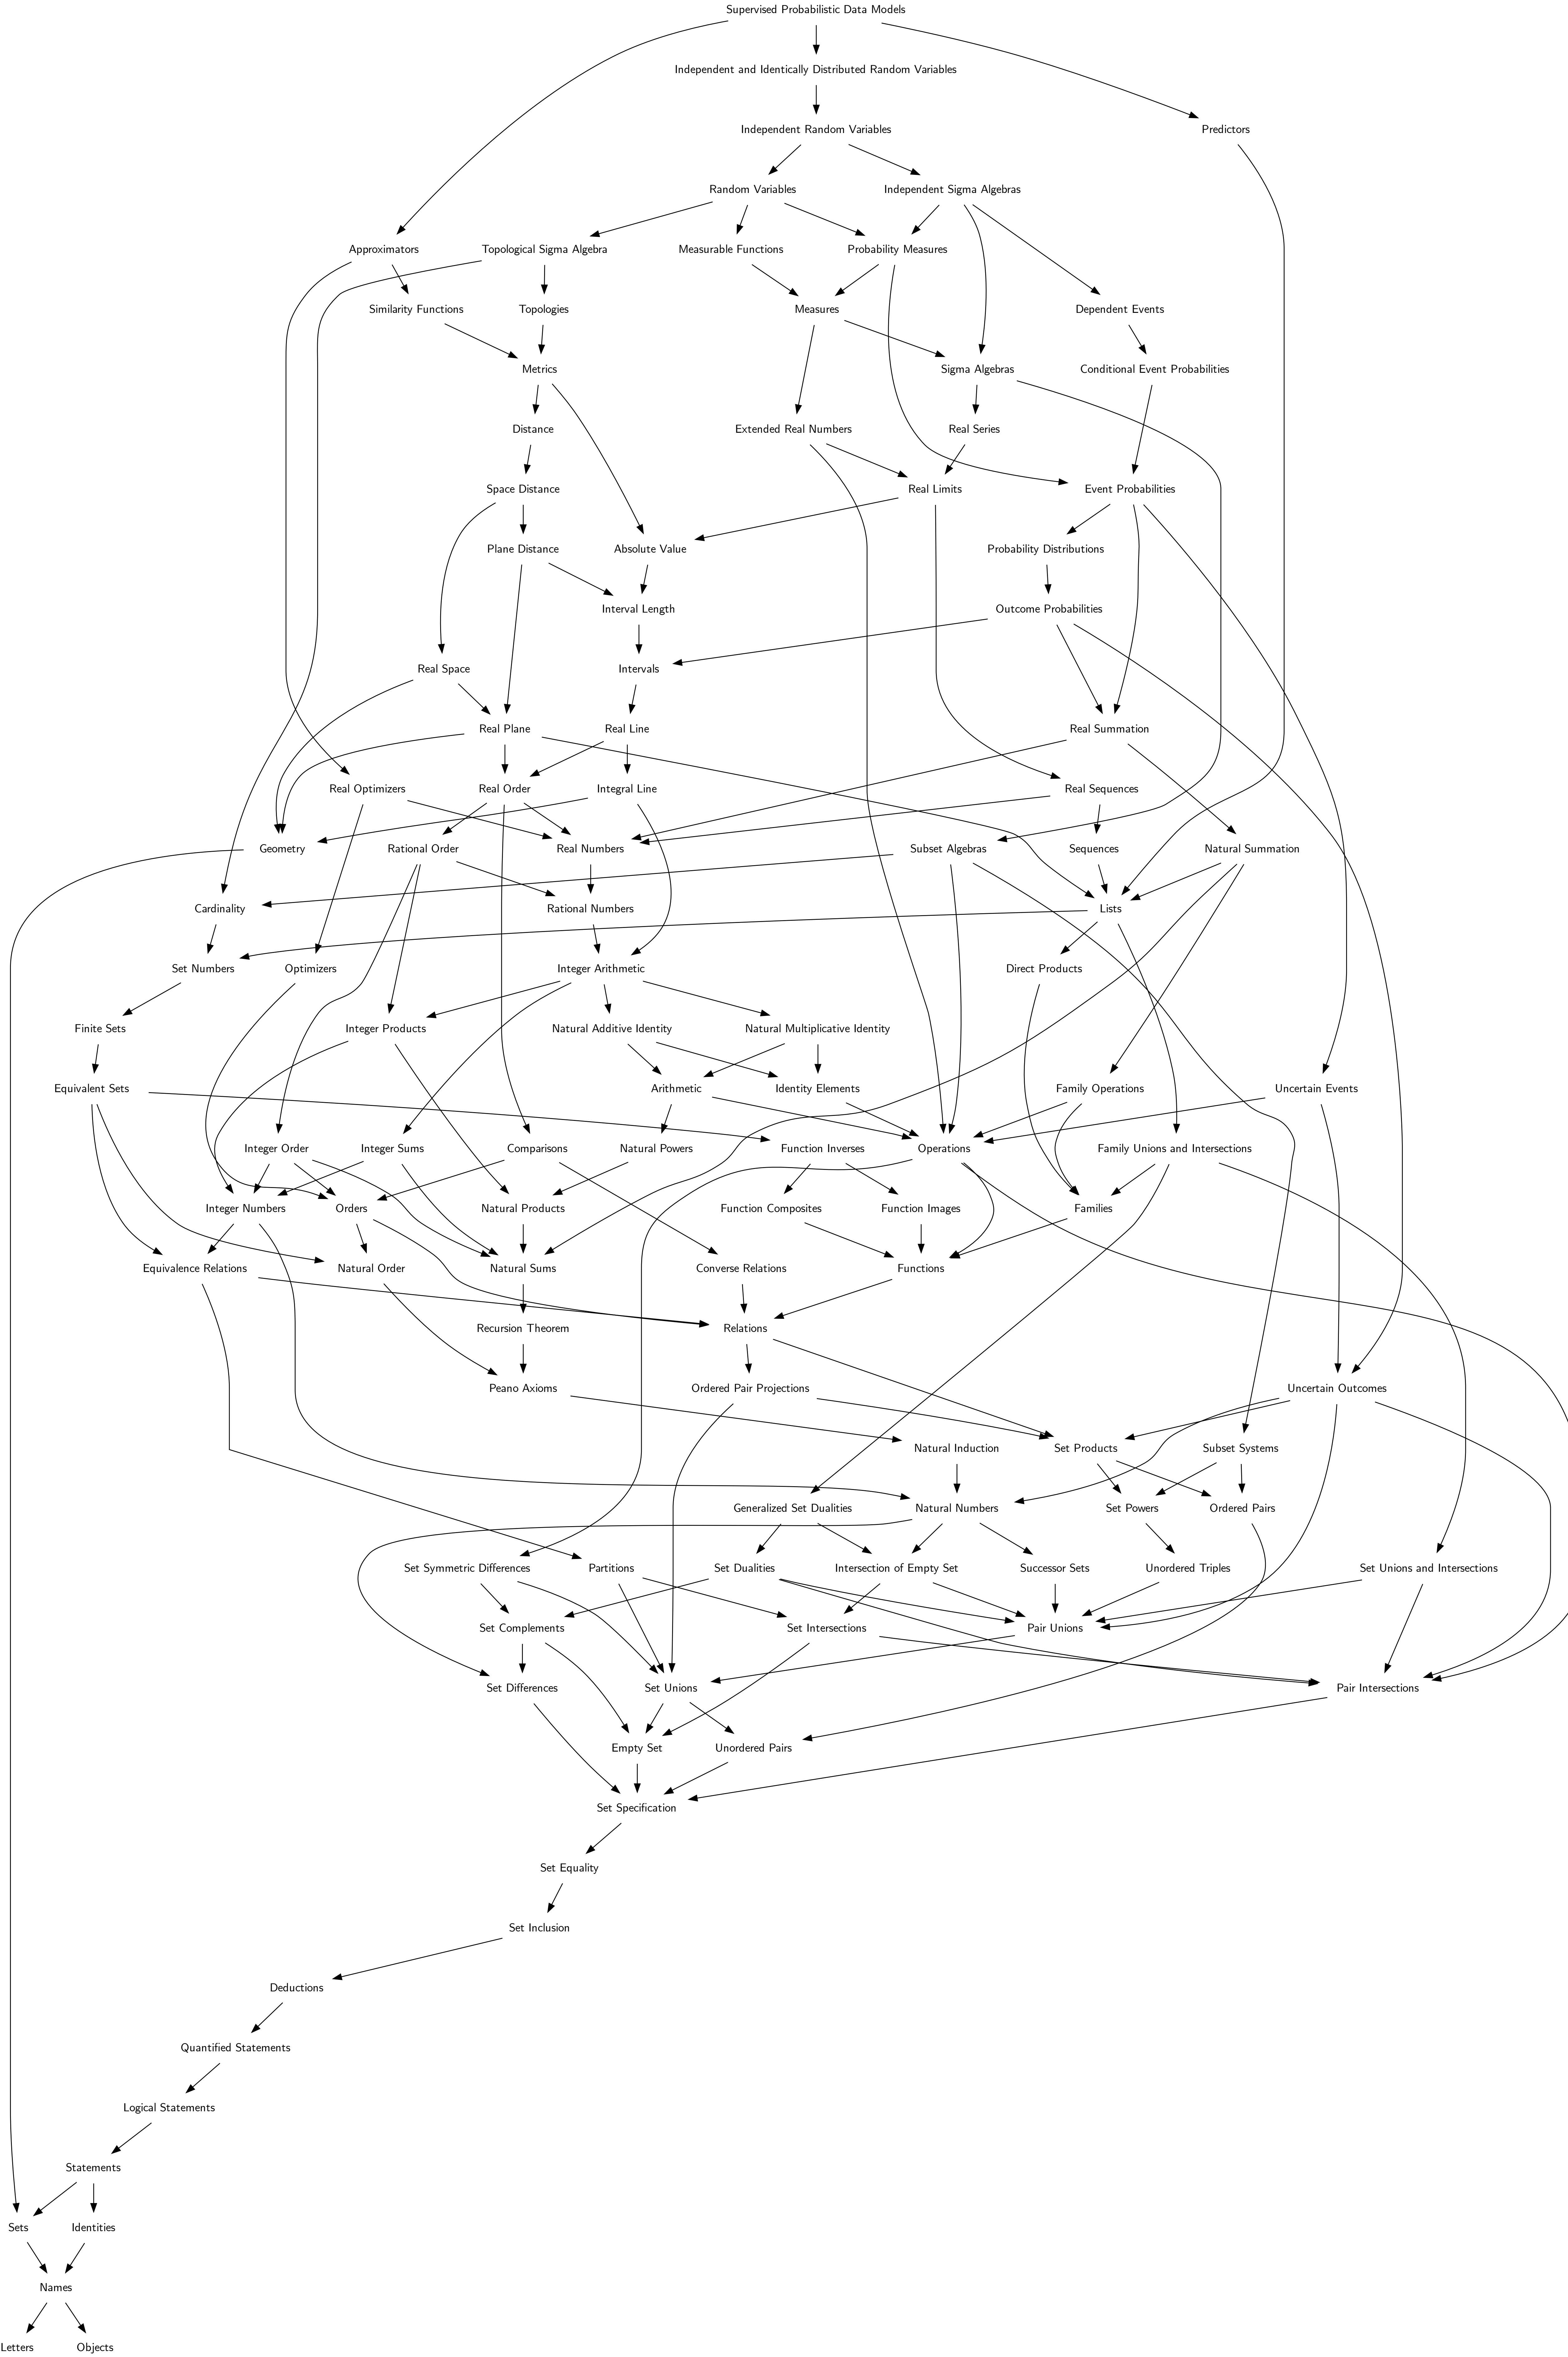 Supervised Probabilistic Data Models
Independent and Identically Distributed Random Variables
Independent Random Variables
Predictors
Random Variables
Independent Sigma Algebras
Approximators
Topological Sigma Algebra
Measurable Functions
Probability Measures
Similarity Functions
Topologies
Measures
Dependent Events
Metrics
Sigma Algebras
Conditional Event Probabilities
Distance
Extended Real Numbers
Real Series
Space Distance
Real Limits
Event Probabilities
Plane Distance
Absolute Value
Probability Distributions
Interval Length
Outcome Probabilities
Real Space
Intervals
Real Plane
Real Line
Real Summation
Real Optimizers
Real Order
Integral Line
Real Sequences
Geometry
Rational Order
Real Numbers
Subset Algebras
Sequences
Natural Summation
Cardinality
Rational Numbers
Lists
Set Numbers
Optimizers
Integer Arithmetic
Direct Products
Finite Sets
Integer Products
Natural Additive Identity
Natural Multiplicative Identity
Equivalent Sets
Arithmetic
Identity Elements
Family Operations
Uncertain Events
Integer Order
Integer Sums
Comparisons
Natural Powers
Function Inverses
Operations
Family Unions and Intersections
Integer Numbers
Orders
Natural Products
Function Composites
Function Images
Families
Equivalence Relations
Natural Order
Natural Sums
Converse Relations
Functions
Recursion Theorem
Relations
Peano Axioms
Ordered Pair Projections
Uncertain Outcomes
Natural Induction
Set Products
Subset Systems
Generalized Set Dualities
Natural Numbers
Set Powers
Ordered Pairs
Set Symmetric Differences
Partitions
Set Dualities
Intersection of Empty Set
Successor Sets
Unordered Triples
Set Unions and Intersections
Set Complements
Set Intersections
Pair Unions
Set Differences
Set Unions
Pair Intersections
Empty Set
Unordered Pairs
Set Specification
Set Equality
Set Inclusion
Deductions
Quantified Statements
Logical Statements
Statements
Sets
Identities
Names
Letters
Objects